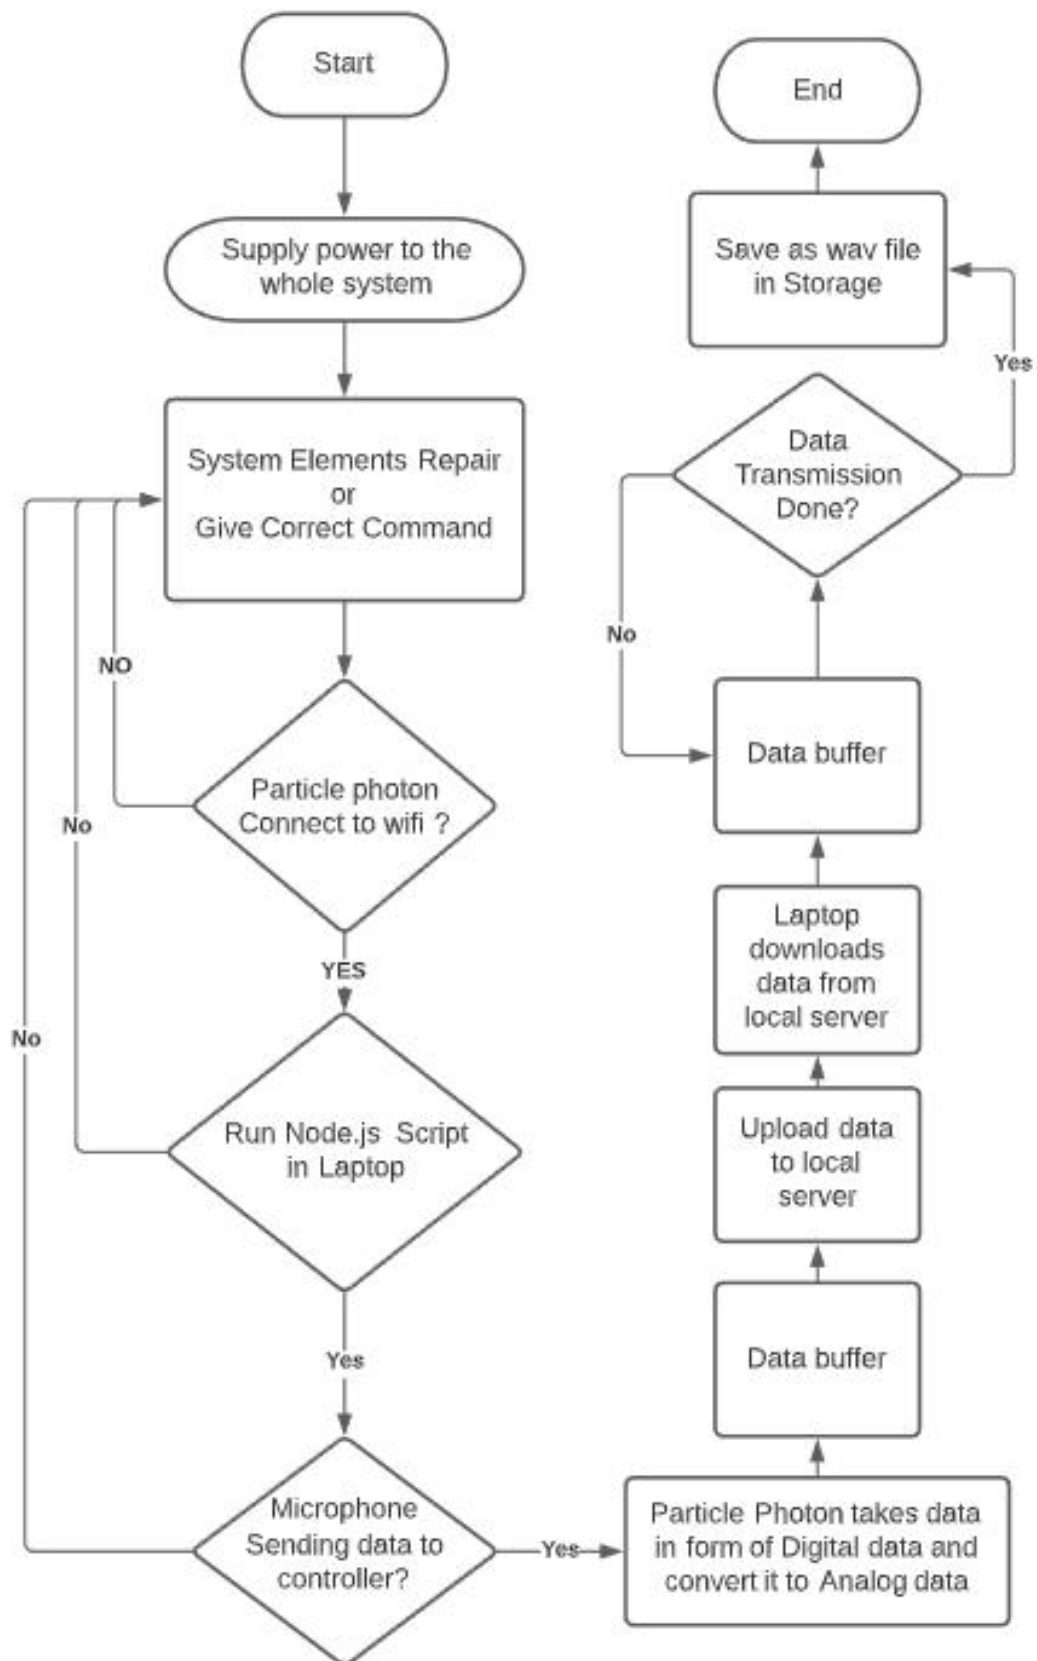 Start
Supply power to the
whole system
System Elements Repair
or
Give Correct Command
NO
Particle photon
Connect to wifi ?
No
YES
No
Run Node.js Script
in Laptop
Yes
Microphone
Sending data to
controller?
Yes
Particle Photon takes data
in form of Digital data and
convert it to Analog data
Data buffer
Upload data
to local
server
Laptop
downloads
data from
local server
Data buffer
No
Data
Transmission
Done?
Yes
Save as wav file
in Storage
End